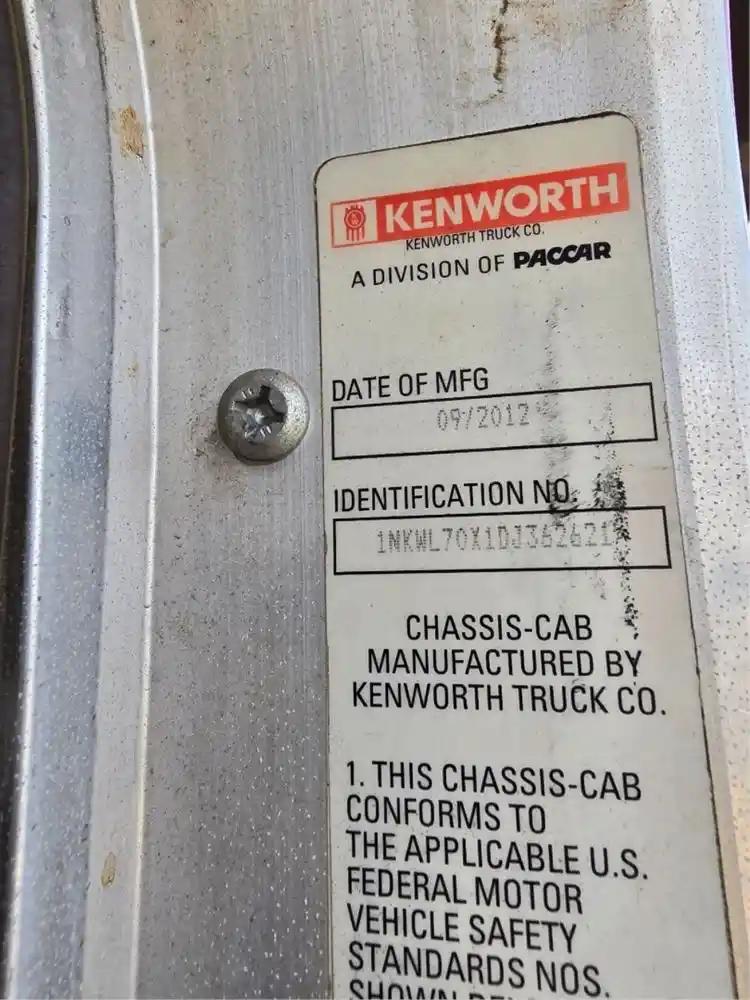 KENWORTH
KENWORTH TRUCK CO.
A DIVISION OF PACCAR
DATE OF MFG
09/2012
IDENTIFICATION NO.
1NKWL70X1DJ362621
CHASSIS-CAB
MANUFACTURED BY
KENWORTH TRUCK CO.
1. THIS CHASSIS-CAB
CONFORMS TO
THE APPLICABLE U.S.
FEDERAL MOTOR
VEHICLE SAFETY
STANDARDS NOS.
SHOWN